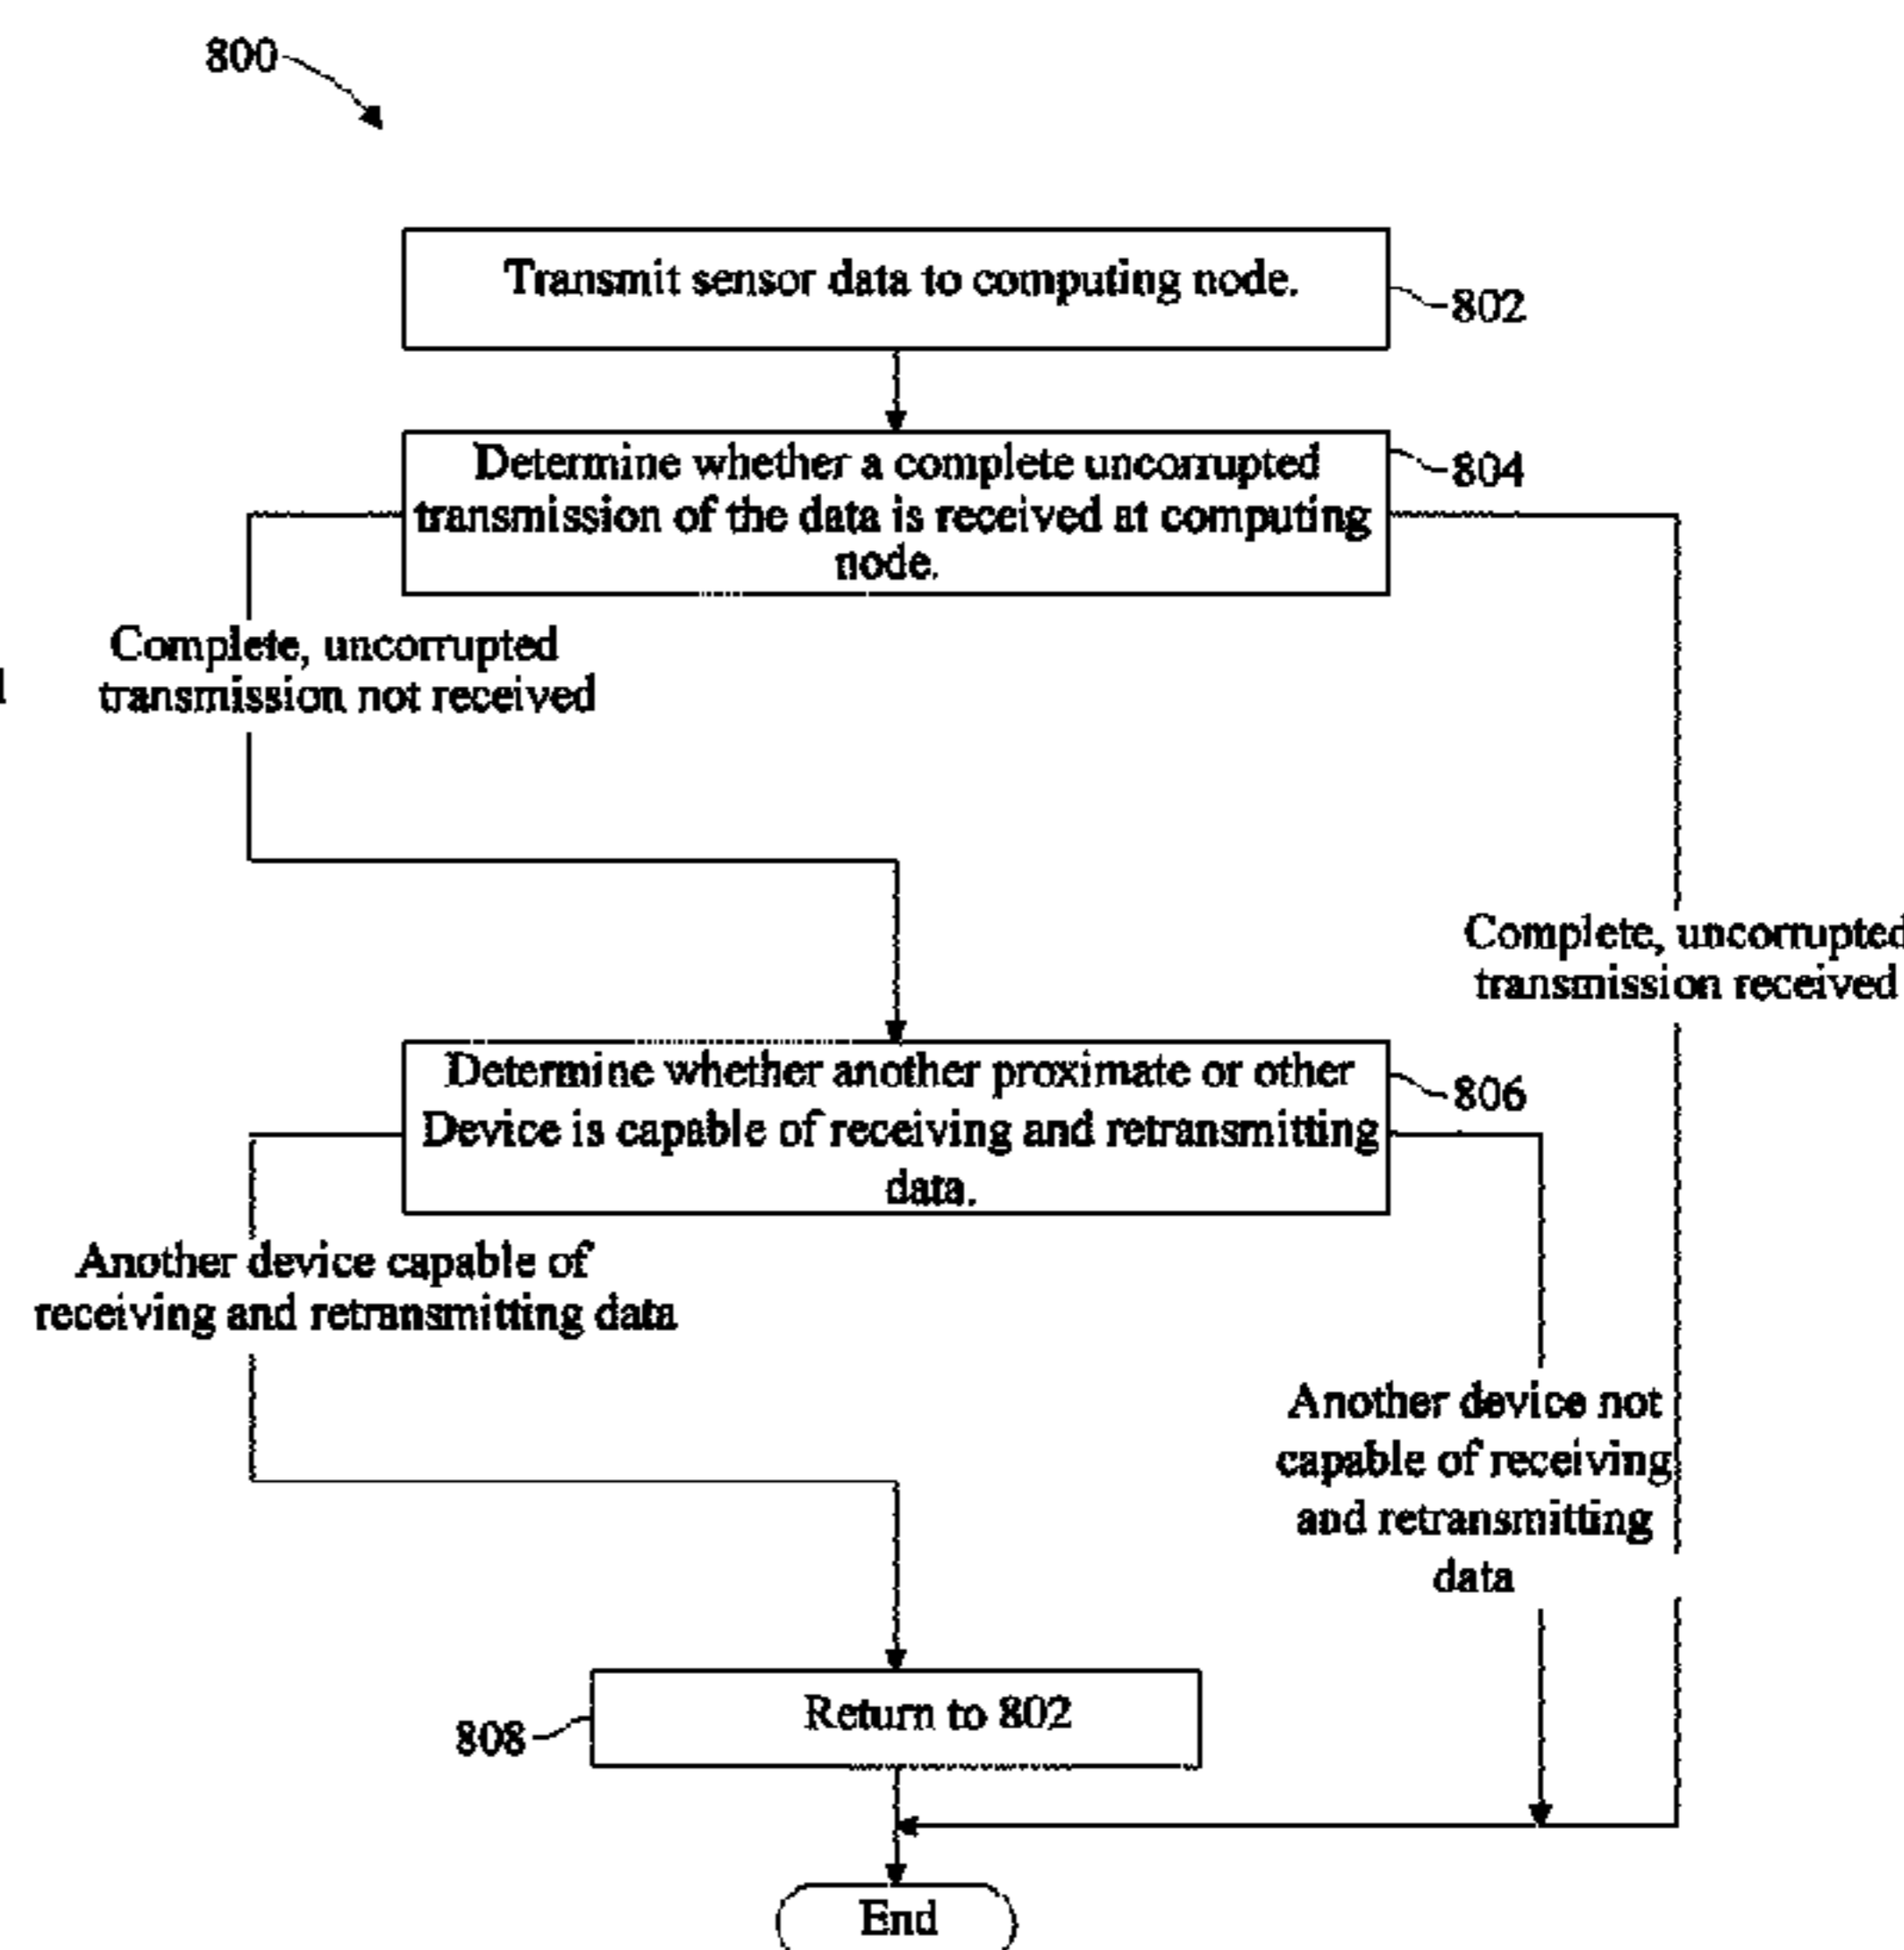 800
Transmit sensor data to computing node.
802
Determine whether a complete uncorrupted
transmission of the data is received at computing
node.
804
Complete, uncorrupted
transmission not received
Complete, uncorrupted
transmission received
Determine whether another proximate or other
Device is capable of receiving and retransmitting
data.
806
Another device capable of
receiving and retransmitting data
Another device not
capable of receiving
and retransmitting
data
Return to 802
808
End